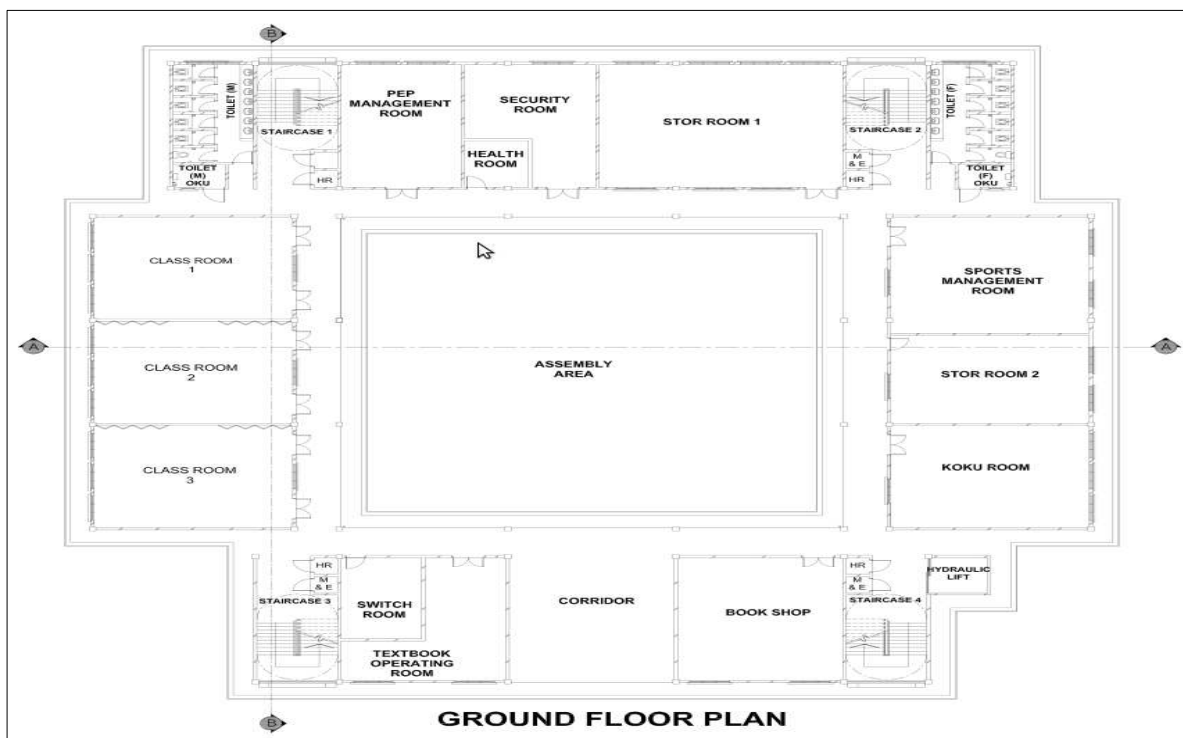 B
TOILET (M)
STAIRCASE 1
PEP
MANAGEMENT
ROOM
SECURITY
ROOM
HEALTH
ROOM
STOR ROOM 1
STAIRCASE 2
TOILET (F)
TOILET
(M)
OKU
HR
M
& E
HR
TOILET
(F)
OKU
CLASS ROOM
1
SPORTS
MANAGEMENT
ROOM
A
CLASS ROOM
2
ASSEMBLY
AREA
STOR ROOM 2
A
CLASS ROOM
3
KOKU ROOM
HR
M
& E
STAIRCASE 3
SWITCH
ROOM
TEXTBOOK
OPERATING
ROOM
CORRIDOR
BOOK SHOP
HR
M
& E
STAIRCASE 4
HYDRAULIC
LIFT
B
GROUND FLOOR PLAN